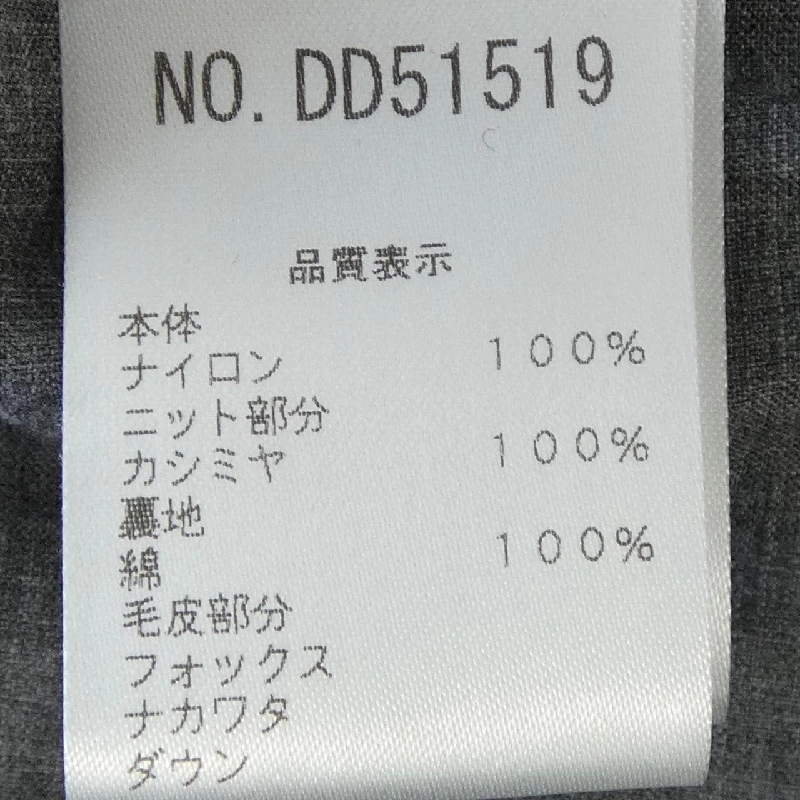 NO. DD51519
品質表示
本体
ナイロン 100%
ニット部分
カシミヤ 100%
裏地
綿 100%
毛皮部分
フォックス
ナカワタ
ダウン